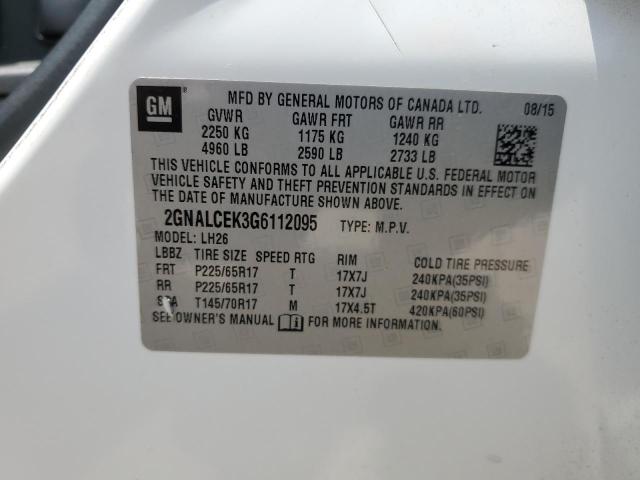 GM ®
MFD BY GENERAL MOTORS OF CANADA LTD. 08/15
GVWR GAWR FRT GAWR RR
2250 KG 1175 KG 1240 KG
4960 LB 2590 LB 2733 LB
THIS VEHICLE CONFORMS TO ALL APPLICABLE U.S. FEDERAL MOTOR
VEHICLE SAFETY AND THEFT PREVENTION STANDARDS IN EFFECT ON
THE DATE OF MANUFACTURE SHOWN ABOVE.
2GNALCEK3G6112095 TYPE: M.P.V.
MODEL: LH26
LBBZ TIRE SIZE SPEED RTG RIM COLD TIRE PRESSURE
FRT P225/65R17 T 17X7J 240KPA(35PSI)
RR P225/65R17 T 17X7J 240KPA(35PSI)
SPA T145/70R17 M 17X4.5T 420KPA(60PSI)
SEE OWNER'S MANUAL FOR MORE INFORMATION.